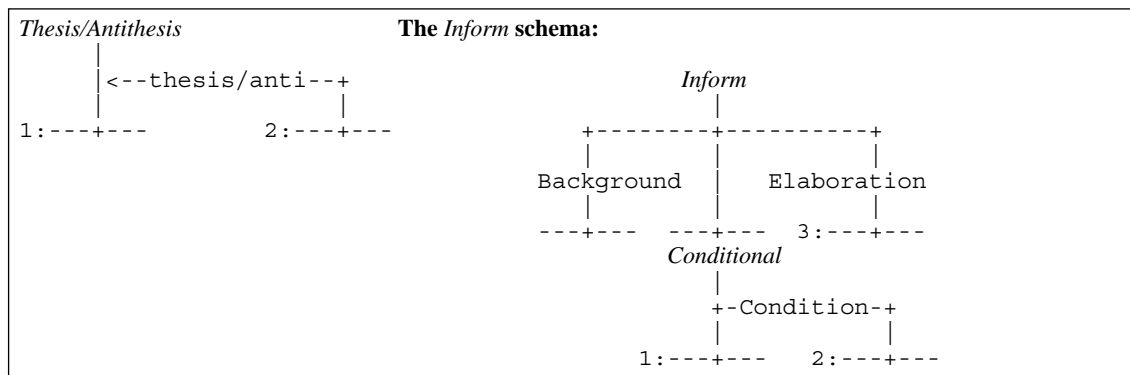 Thesis/Antithesis The Inform schema:
|
|<--thesis/anti--+ Inform
| | |
1:---+--- 2:---+--- +--------+----------+
| | |
Background | Elaboration
| | |
---+--- ---+--- 3:---+---
Conditional
|
+-Condition-+
| |
1:---+--- 2:---+---